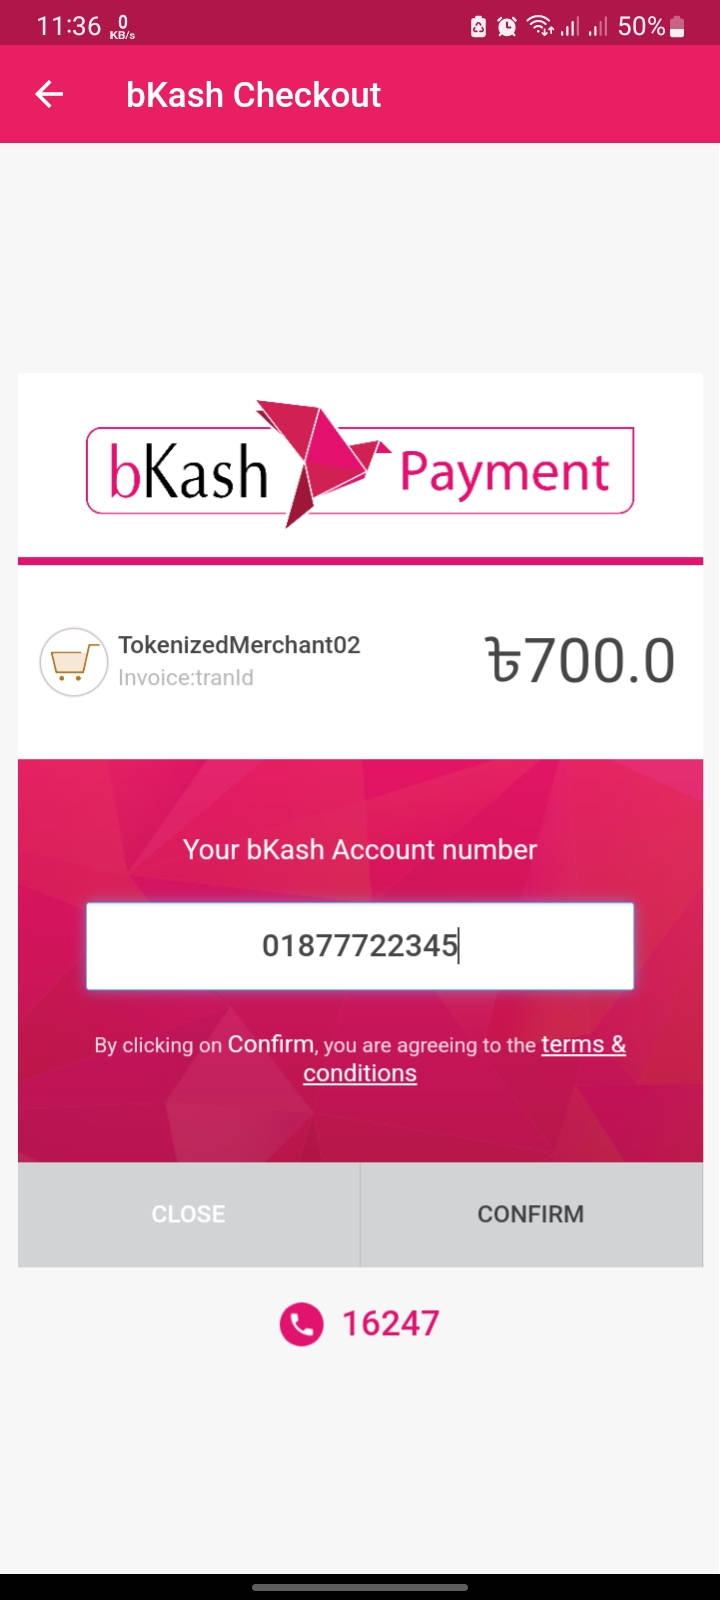 11:36 0 KB/s 50%
bKash Checkout
bKash Payment
TokenizedMerchant02
Invoice:tranId
৳700.0
Your bKash Account number
01877722345
By clicking on Confirm, you are agreeing to the terms &
conditions
CLOSE CONFIRM
16247